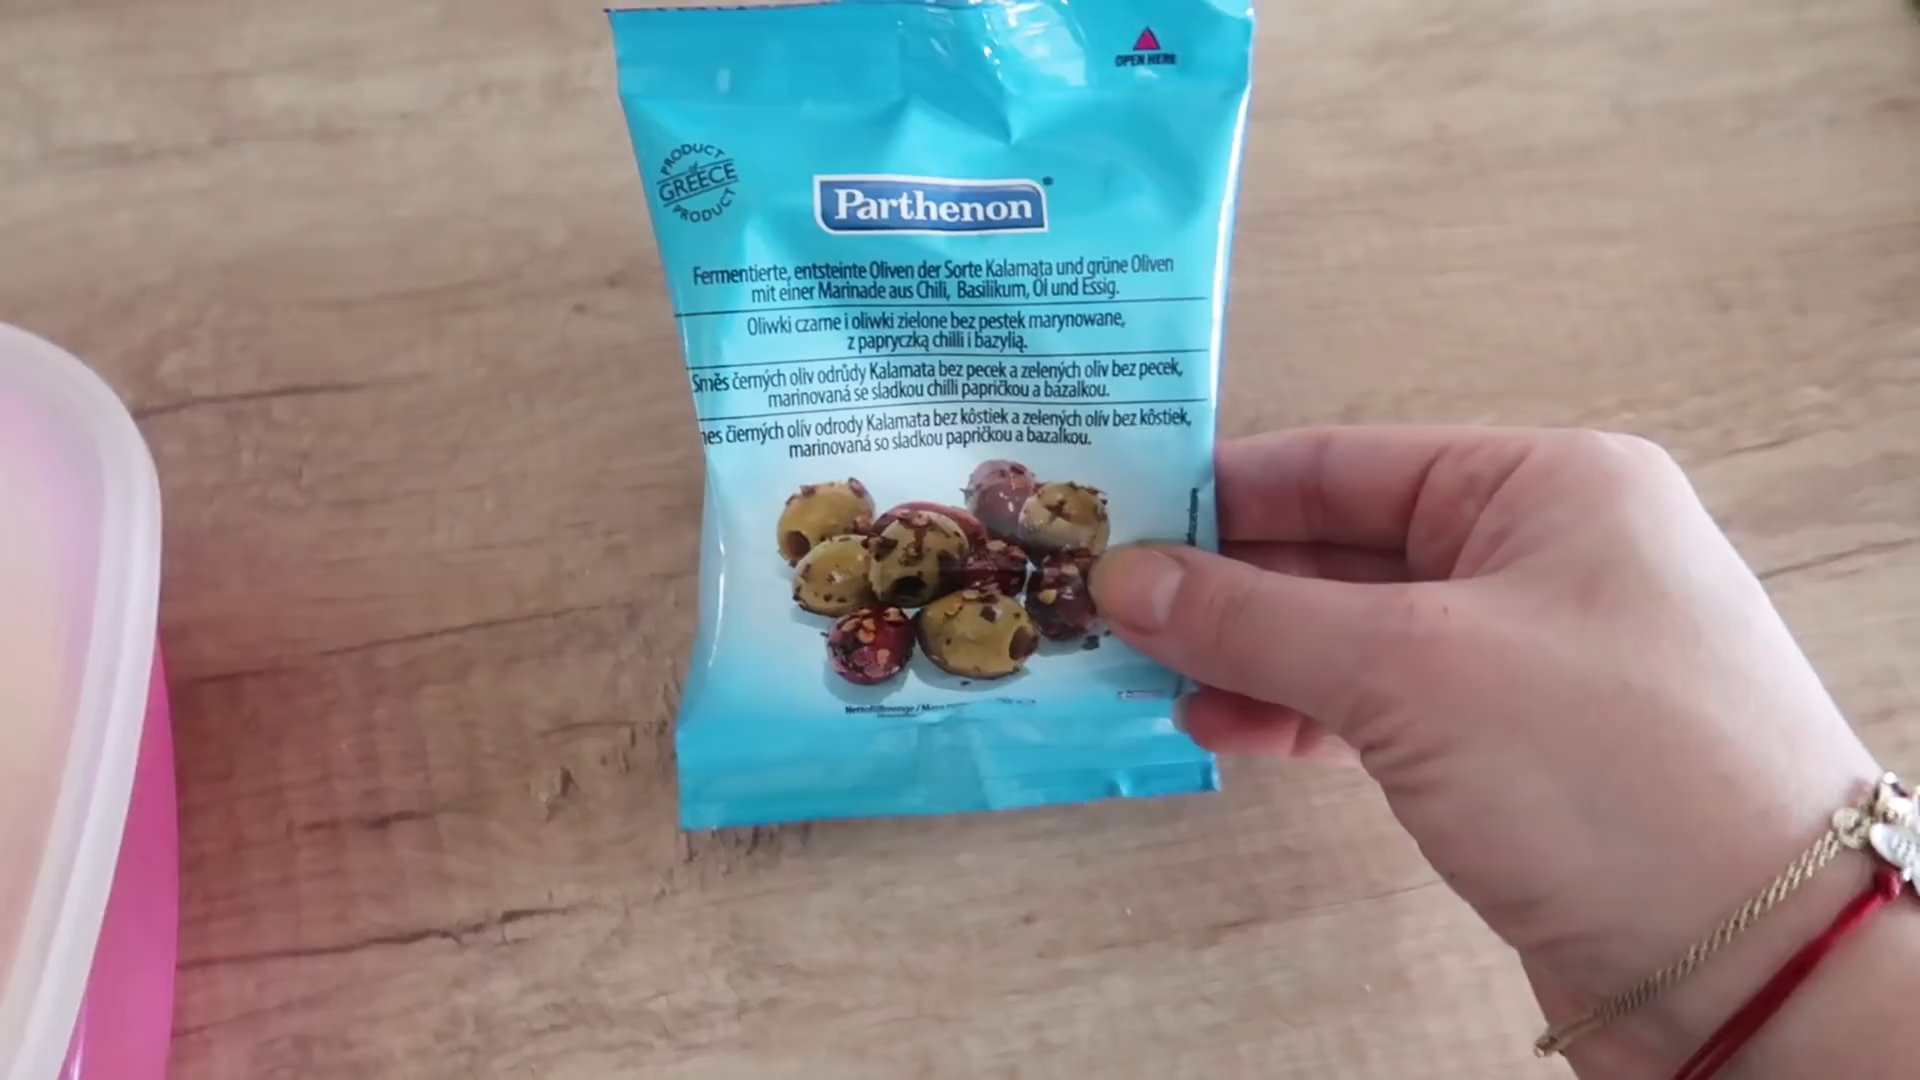 OPEN HERE
PRODUCT
of
GREECE
PRODUCT
Parthenon
Fermentierte, entsteinte Oliven der Sorte Kalamata und grüne Oliven
mit einer Marinade aus Chili, Basilikum, Öl und Essig.
Oliwki czarne i oliwki zielone bez pestek marynowane,
z papryczką chilli i bazylią.
Směs černých oliv odrůdy Kalamata bez pecek a zelených oliv bez pecek,
marinovaná se sladkou chilli papričkou a bazalkou.
čiernych olív odrody Kalamata bez kôstiek a zelených olív bez kôstiek,
marinovaná so sladkou papričkou a bazalkou.
Nettofüllmenge /